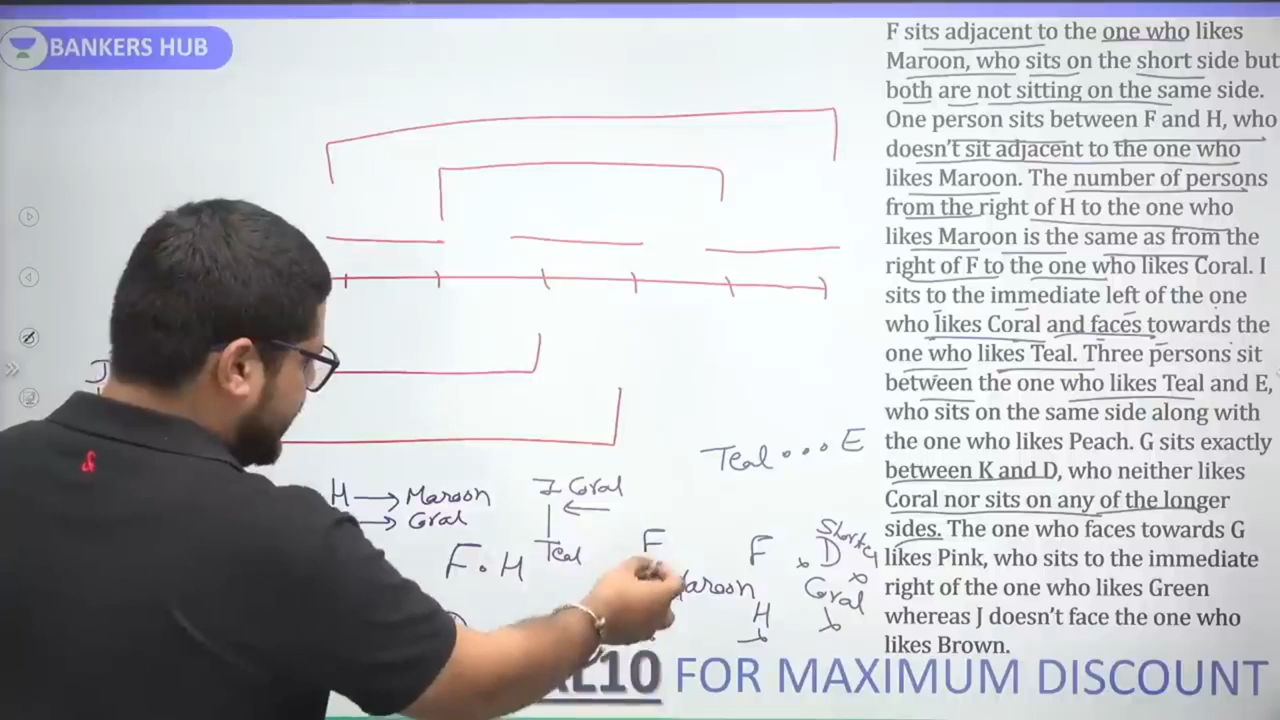 BANKERS HUB
F sits adjacent to the one who likes
Maroon, who sits on the short side but
both are not sitting on the same side.
One person sits between F and H, who
doesn't sit adjacent to the one who
likes Maroon. The number of persons
from the right of H to the one who
likes Maroon is the same as from the
right of F to the one who likes Coral. I
sits to the immediate left of the one
who likes Coral and faces towards the
one who likes Teal. Three persons sit
between the one who likes Teal and E,
who sits on the same side along with
the one who likes Peach. G sits exactly
between K and D, who neither likes
Coral nor sits on any of the longer
sides. The one who faces towards G
likes Pink, who sits to the immediate
right of the one who likes Green
whereas J doesn't face the one who
likes Brown.
Teal • • • E
H → Maroon
→ Coral
I Coral
Teal
F • H
F
Maroon
F
H
D
Coral
10 FOR MAXIMUM DISCOUNT